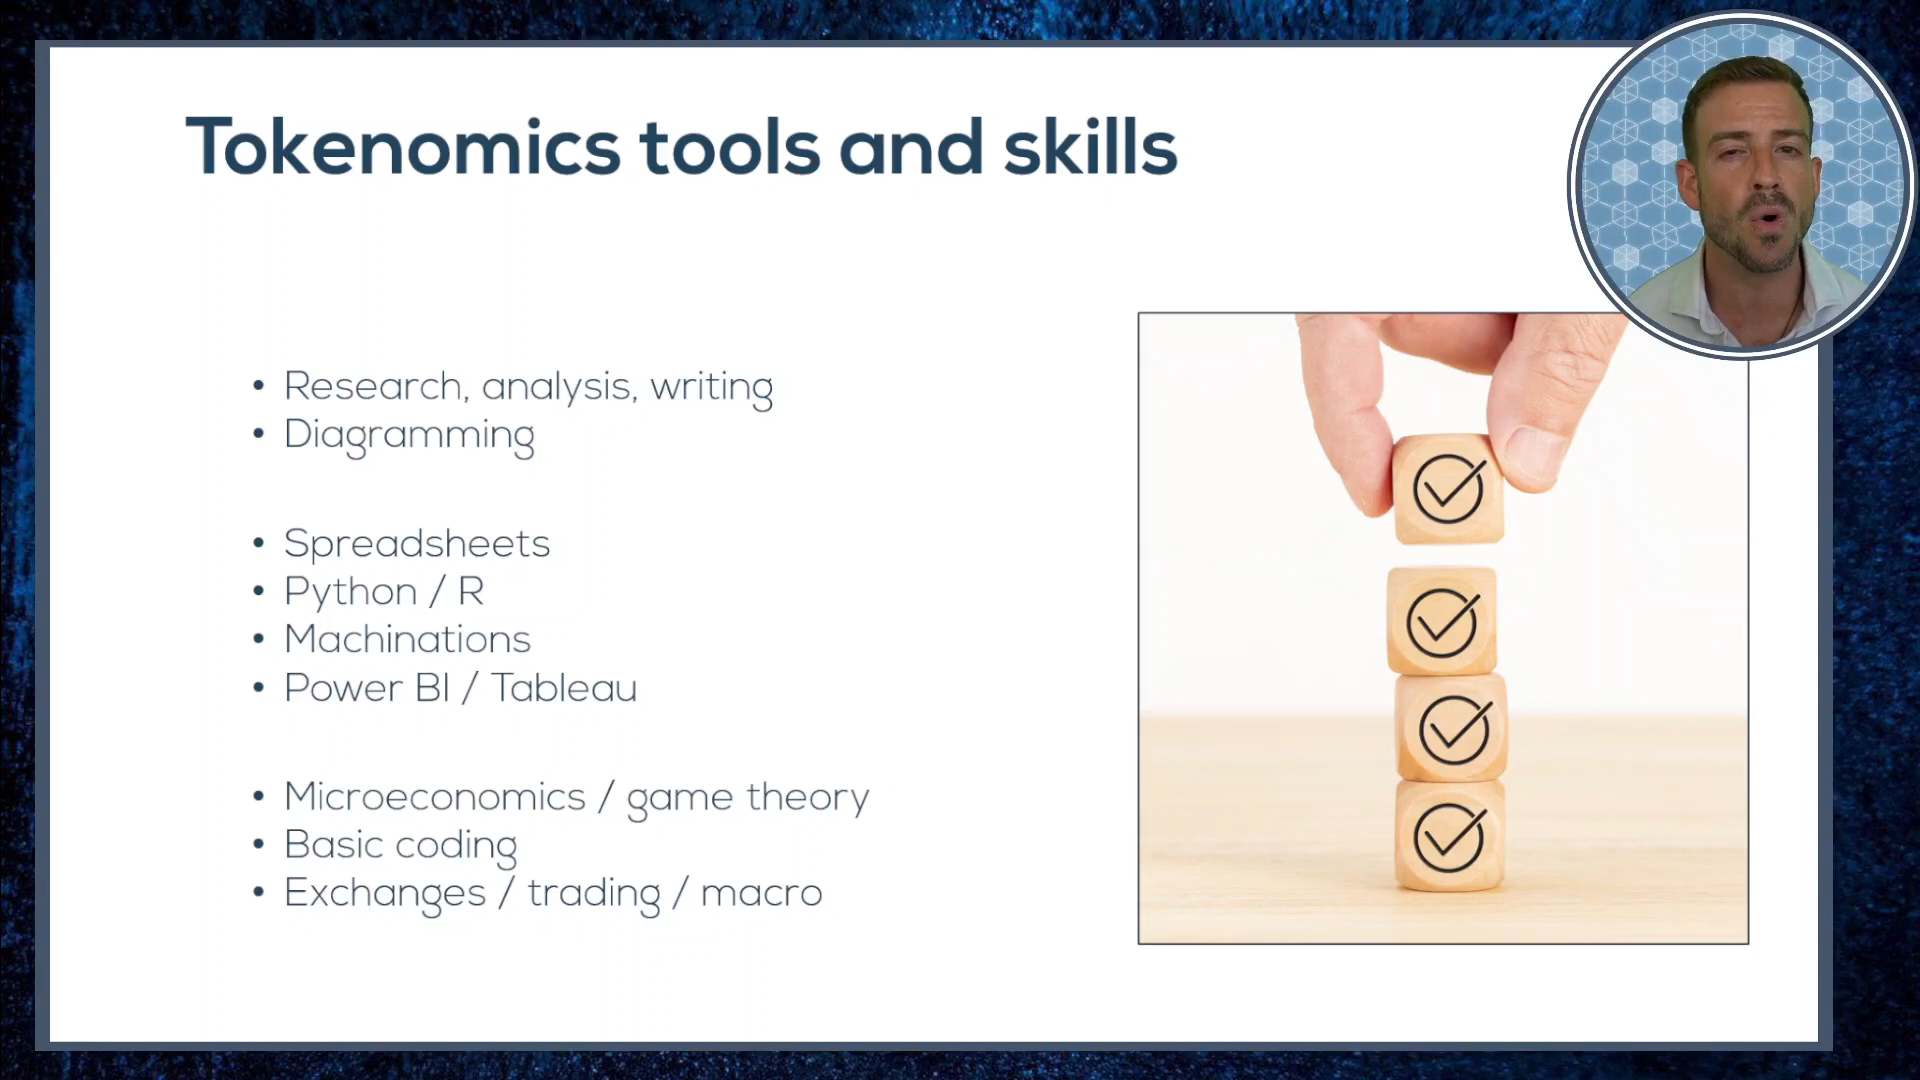 Tokenomics tools and skills
• Research, analysis, writing
• Diagramming
• Spreadsheets
• Python / R
• Machinations
• Power BI / Tableau
• Microeconomics / game theory
• Basic coding
• Exchanges / trading / macro